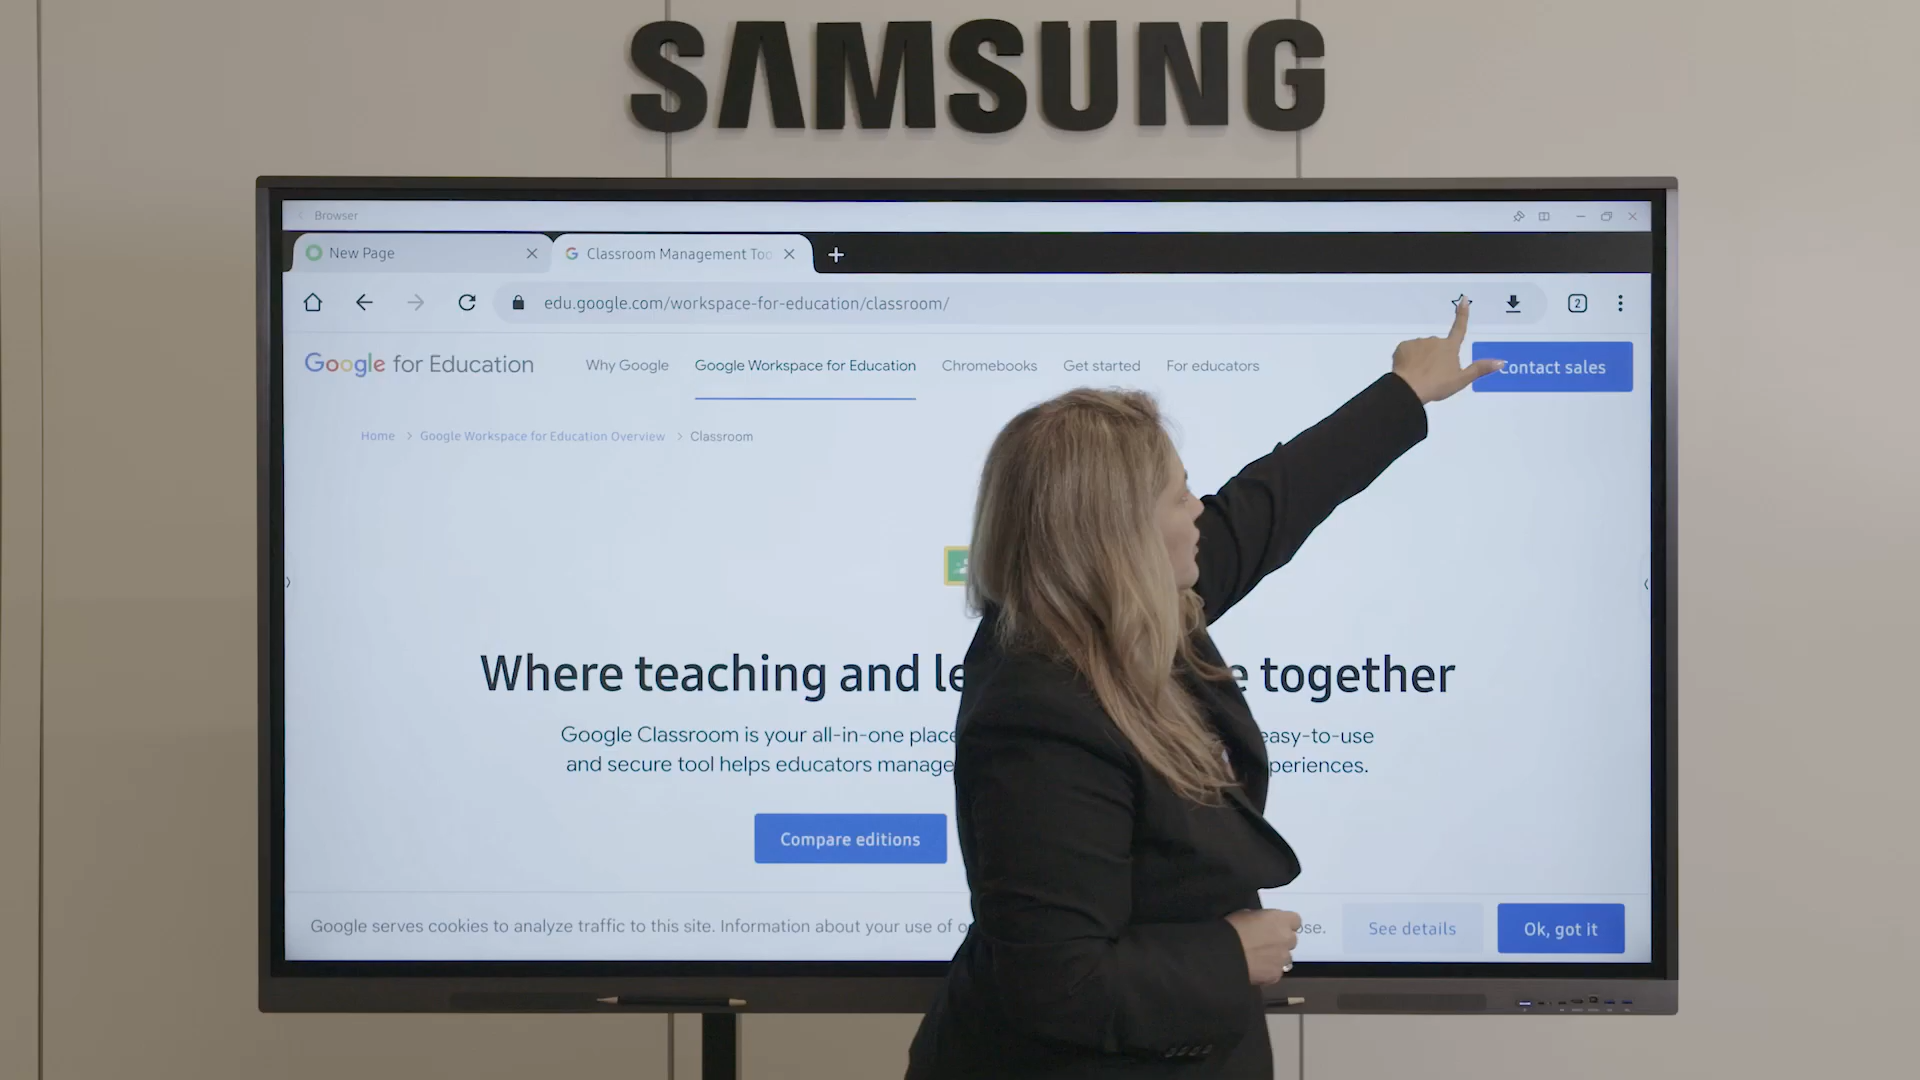 SAMSUNG
Browser
New Page
Classroom Management Too
edu.google.com/workspace-for-education/classroom/
2
Google for Education
Why Google
Google Workspace for Education
Chromebooks
Get started
For educators
Contact sales
Home > Google Workspace for Education Overview > Classroom
Where teaching and together
Google Classroom is your all-in-one place easy-to-use
and secure tool helps educators manage
Compare editions
Google serves cookies to analyze traffic to this site. Information about your use of
See details
Ok, got it